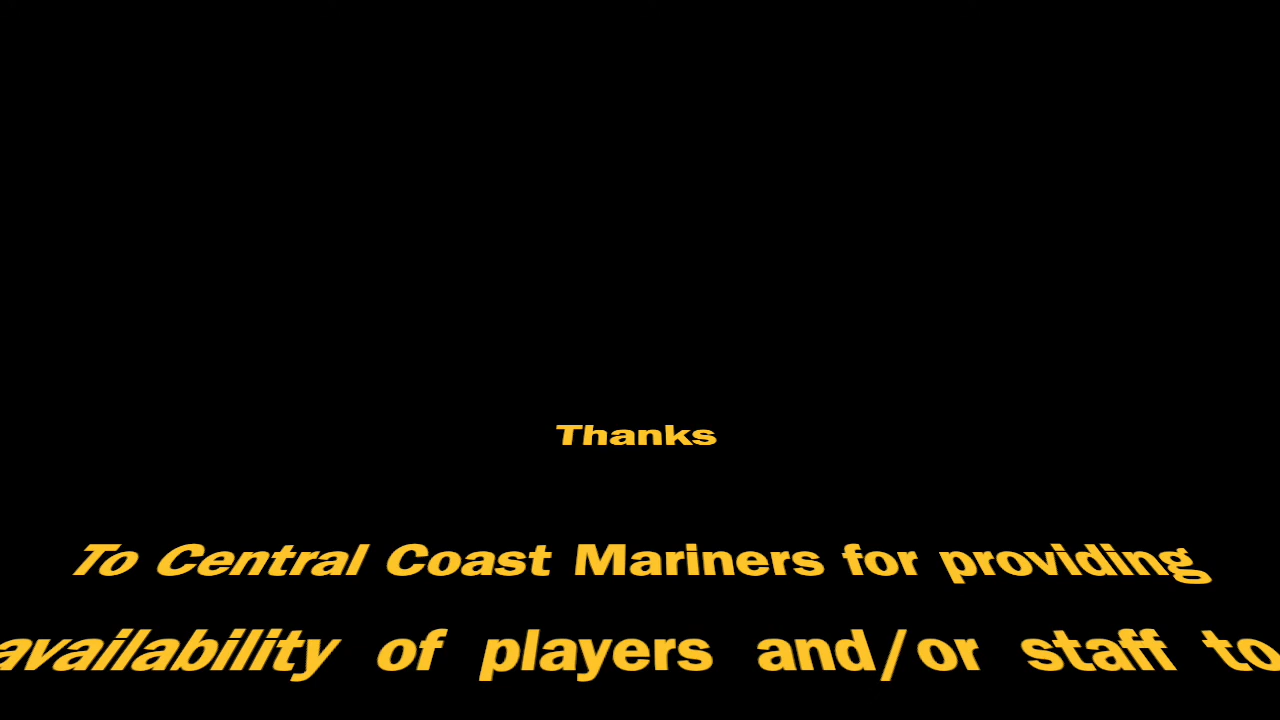 Thanks
To Central Coast Mariners for providing
availability of players and/or staff to